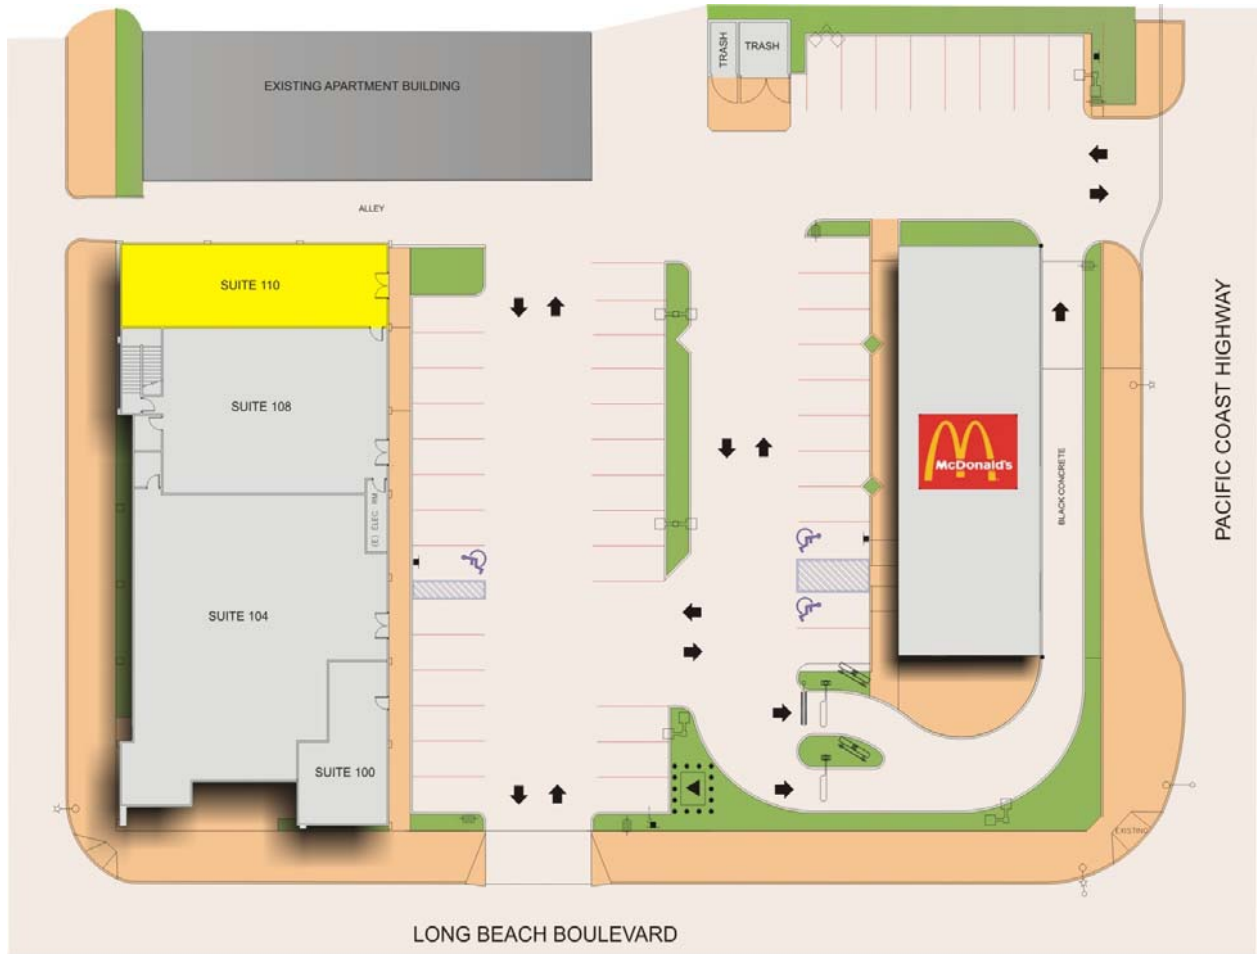 TRASH
TRASH
EXISTING APARTMENT BUILDING
ALLEY
SUITE 110
SUITE 108
(E) ELEC RM
SUITE 104
SUITE 100
McDonald's
BLACK CONCRETE
PACIFIC COAST HIGHWAY
EXISTING
LONG BEACH BOULEVARD